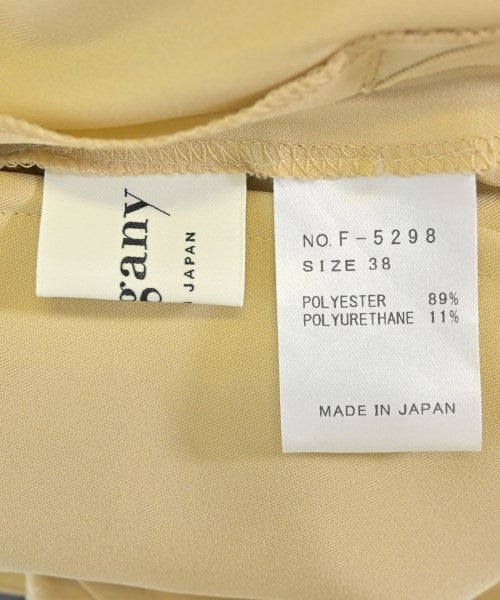 gany
JAPAN
NO. F-5298
SIZE 38
POLYESTER 89%
POLYURETHANE 11%
MADE IN JAPAN